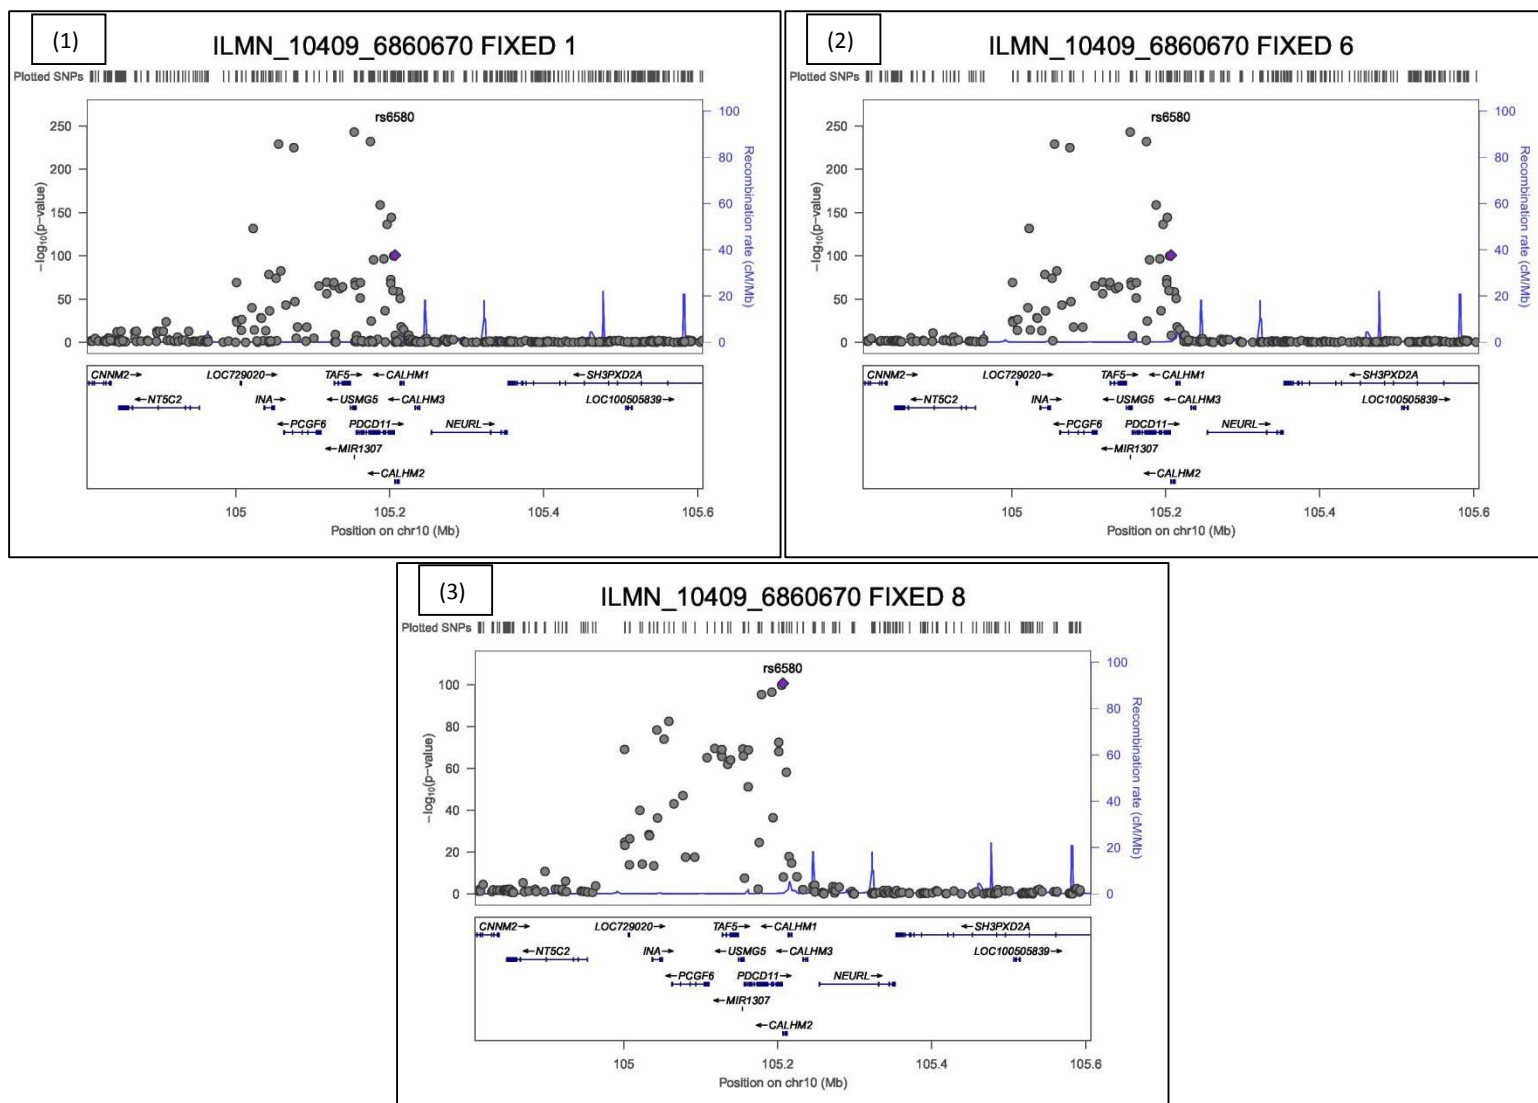 (1)
ILMN_10409_6860670 FIXED 1
Plotted SNPs
rs6580
250
200
150
100
50
0
−log10(p−value)
100
80
60
40
20
0
Recombination rate (cM/Mb)
CNNM2→ LOC729020→ TAF5→ ←CALHM1 ←SH3PXD2A
←NT5C2 INA→ ←USMG5 ←CALHM3 LOC100505839→
←PCGF6 PDCD11→ NEURL→
←MIR1307
←CALHM2
105 105.2 105.4 105.6
Position on chr10 (Mb)
(2)
ILMN_10409_6860670 FIXED 6
Plotted SNPs
rs6580
250
200
150
100
50
0
−log10(p−value)
100
80
60
40
20
0
Recombination rate (cM/Mb)
CNNM2→ LOC729020→ TAF5→ ←CALHM1 ←SH3PXD2A
←NT5C2 INA→ ←USMG5 ←CALHM3 LOC100505839→
←PCGF6 PDCD11→ NEURL→
←MIR1307
←CALHM2
105 105.2 105.4 105.6
Position on chr10 (Mb)
(3)
ILMN_10409_6860670 FIXED 8
Plotted SNPs
rs6580
100
80
60
40
20
0
−log10(p−value)
100
80
60
40
20
0
Recombination rate (cM/Mb)
CNNM2→ LOC729020→ TAF5→ ←CALHM1 ←SH3PXD2A
←NT5C2 INA→ ←USMG5 ←CALHM3 LOC100505839→
←PCGF6 PDCD11→ NEURL→
←MIR1307
←CALHM2
105 105.2 105.4 105.6
Position on chr10 (Mb)